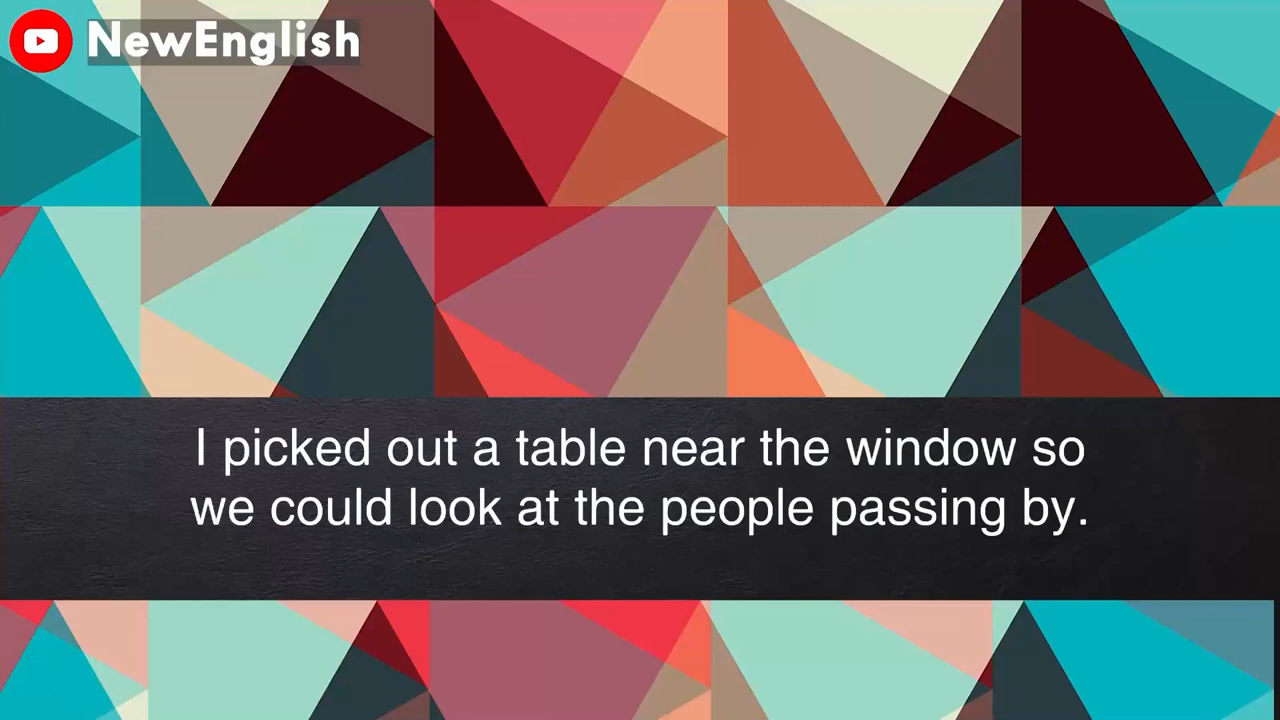 NewEnglish
I picked out a table near the window so
we could look at the people passing by.